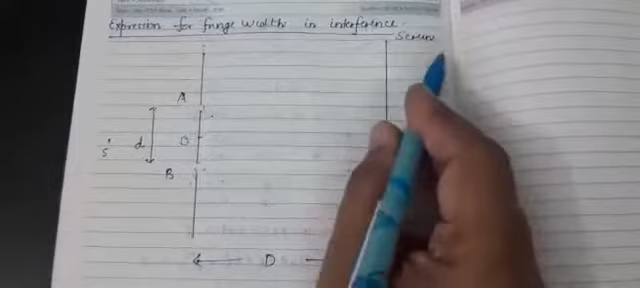 Expression for fringe width in interference.
Screen
A
S
d
O
B
D